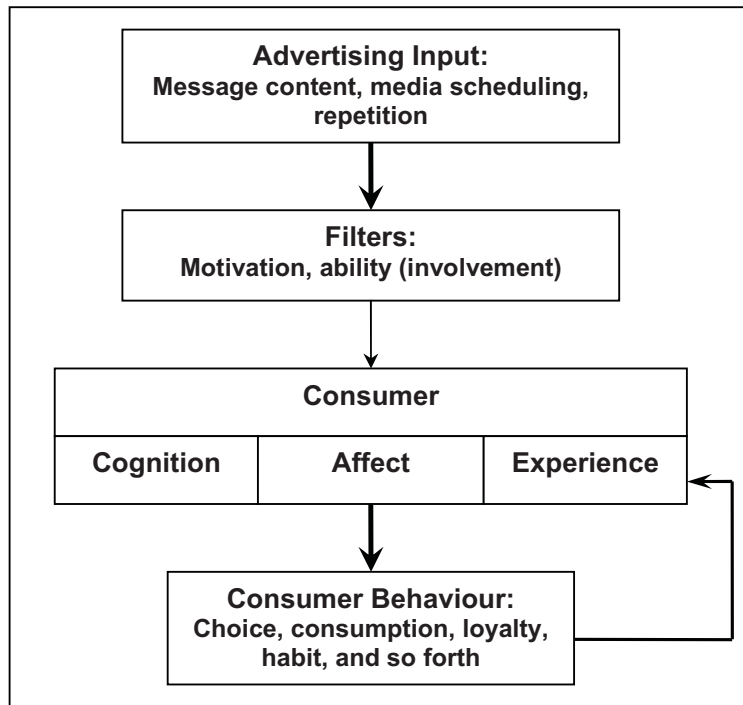 Advertising Input:
Message content, media scheduling,
repetition
Filters:
Motivation, ability (involvement)
Consumer
Cognition
Affect
Experience
Consumer Behaviour:
Choice, consumption, loyalty,
habit, and so forth